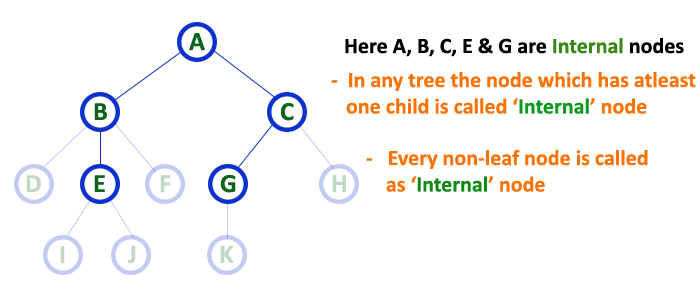 A
Here A, B, C, E & G are Internal nodes
- In any tree the node which has atleast
one child is called ‘Internal’ node
B
C
- Every non-leaf node is called
as ‘Internal’ node
D
E
F
G
H
I
J
K